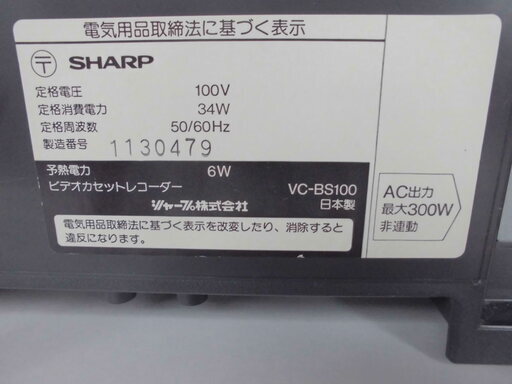 電気用品取締法に基づく表示
〒 SHARP
定格電圧 100V
定格消費電力 34W
定格周波数 50/60Hz
製造番号 1130479
予熱電力 6W
ビデオカセットレコーダー VC-BS100
シャープ株式会社 日本製
電気用品取締法に基づく表示を改変したり、消除すると
違反になります。
AC出力
最大300W
非連動